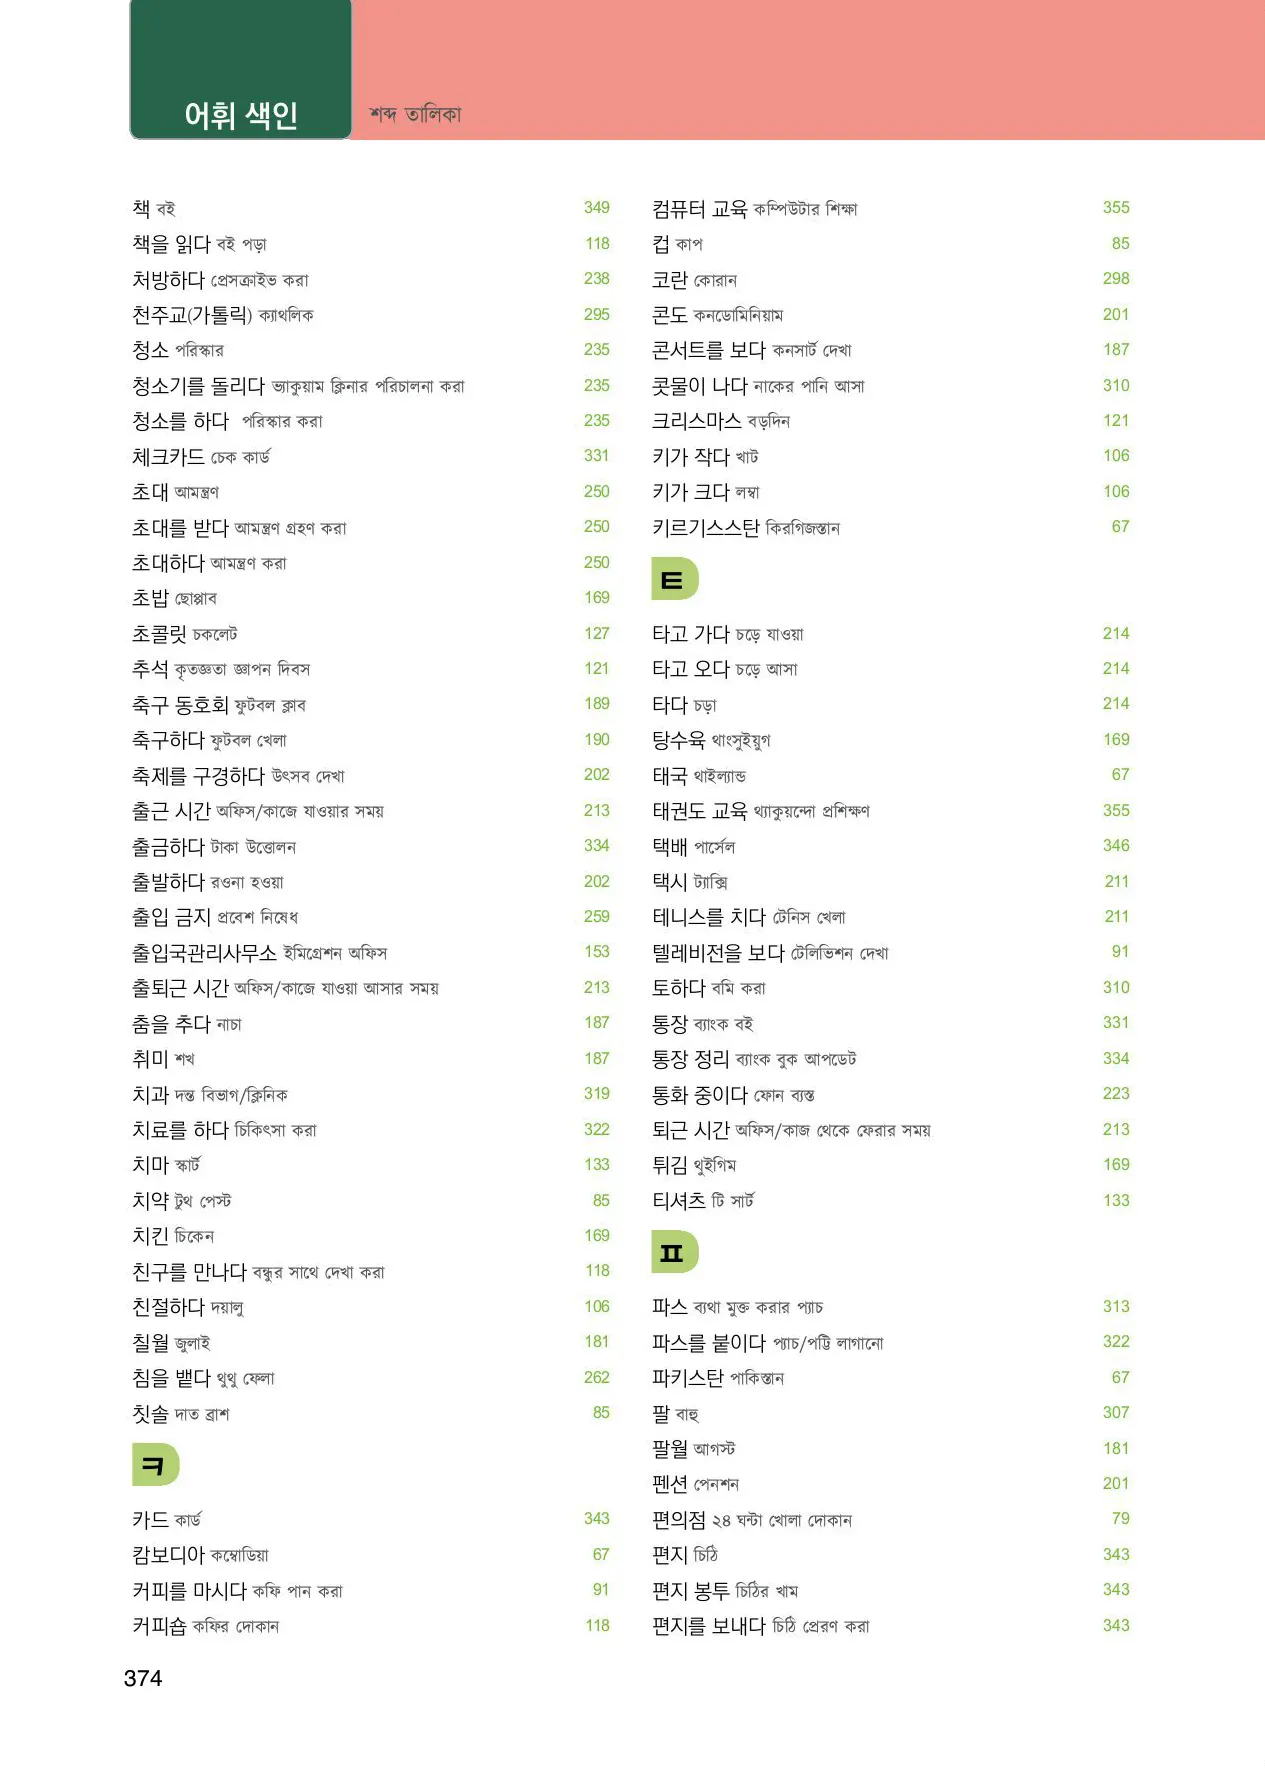 어휘 색인 শব্দ তালিকা
책 বই 349
책을 읽다 বই পড়া 118
처방하다 প্রেসক্রাইভ করা 238
천주교(가톨릭) ক্যাথলিক 295
청소 পরিস্কার 235
청소기를 돌리다 ভ্যাকুয়াম ক্লিনার পরিচালনা করা 235
청소를 하다 পরিস্কার করা 235
체크카드 চেক কার্ড 331
초대 আমন্ত্রণ 250
초대를 받다 আমন্ত্রণ গ্রহণ করা 250
초대하다 আমন্ত্রণ করা 250
초밥 ছোপ্পাব 169
초콜릿 চকলেট 127
추석 কৃতজ্ঞতা জ্ঞাপন দিবস 121
축구 동호회 ফুটবল ক্লাব 189
축구하다 ফুটবল খেলা 190
축제를 구경하다 উৎসব দেখা 202
출근 시간 অফিস/কাজে যাওয়ার সময় 213
출금하다 টাকা উত্তোলন 334
출발하다 রওনা হওয়া 202
출입 금지 প্রবেশ নিষেধ 259
출입국관리사무소 ইমিগ্রেশন অফিস 153
출퇴근 시간 অফিস/কাজে যাওয়া আসার সময় 213
춤을 추다 নাচা 187
취미 শখ 187
치과 দন্ত বিভাগ/ক্লিনিক 319
치료를 하다 চিকিৎসা করা 322
치마 স্কার্ট 133
치약 টুথ পেস্ট 85
치킨 চিকেন 169
친구를 만나다 বন্ধুর সাথে দেখা করা 118
친절하다 দয়ালু 106
칠월 জুলাই 181
침을 뱉다 থুথু ফেলা 262
칫솔 দাত ব্রাশ 85
ㅋ
카드 কার্ড 343
캄보디아 কম্বোডিয়া 67
커피를 마시다 কফি পান করা 91
커피숍 কফির দোকান 118
컴퓨터 교육 কম্পিউটার শিক্ষা 355
컵 কাপ 85
코란 কোরান 298
콘도 কনডোমিনিয়াম 201
콘서트를 보다 কনসার্ট দেখা 187
콧물이 나다 নাকের পানি আসা 310
크리스마스 বড়দিন 121
키가 작다 খাট 106
키가 크다 লম্বা 106
키르기스스탄 কিরগিজস্তান 67
ㅌ
타고 가다 চড়ে যাওয়া 214
타고 오다 চড়ে আসা 214
타다 চড়া 214
탕수육 থাংসুইয়ুগ 169
태국 থাইল্যান্ড 67
태권도 교육 থ্যাকুয়ন্দো প্রশিক্ষণ 355
택배 পার্সেল 346
택시 ট্যাক্সি 211
테니스를 치다 টেনিস খেলা 211
텔레비전을 보다 টেলিভিশন দেখা 91
토하다 বমি করা 310
통장 ব্যাংক বই 331
통장 정리 ব্যাংক বুক আপডেট 334
통화 중이다 ফোন ব্যস্ত 223
퇴근 시간 অফিস/কাজ থেকে ফেরার সময় 213
튀김 থুইগিম 169
티셔츠 টি সার্ট 133
ㅍ
파스 ব্যথা মুক্ত করার প্যাচ 313
파스를 붙이다 প্যাচ/পট্টি লাগানো 322
파키스탄 পাকিস্তান 67
팔 বাহু 307
팔월 আগস্ট 181
펜션 পেনশন 201
편의점 ২৪ ঘন্টা খোলা দোকান 79
편지 চিঠি 343
편지 봉투 চিঠির খাম 343
편지를 보내다 চিঠি প্রেরণ করা 343
374